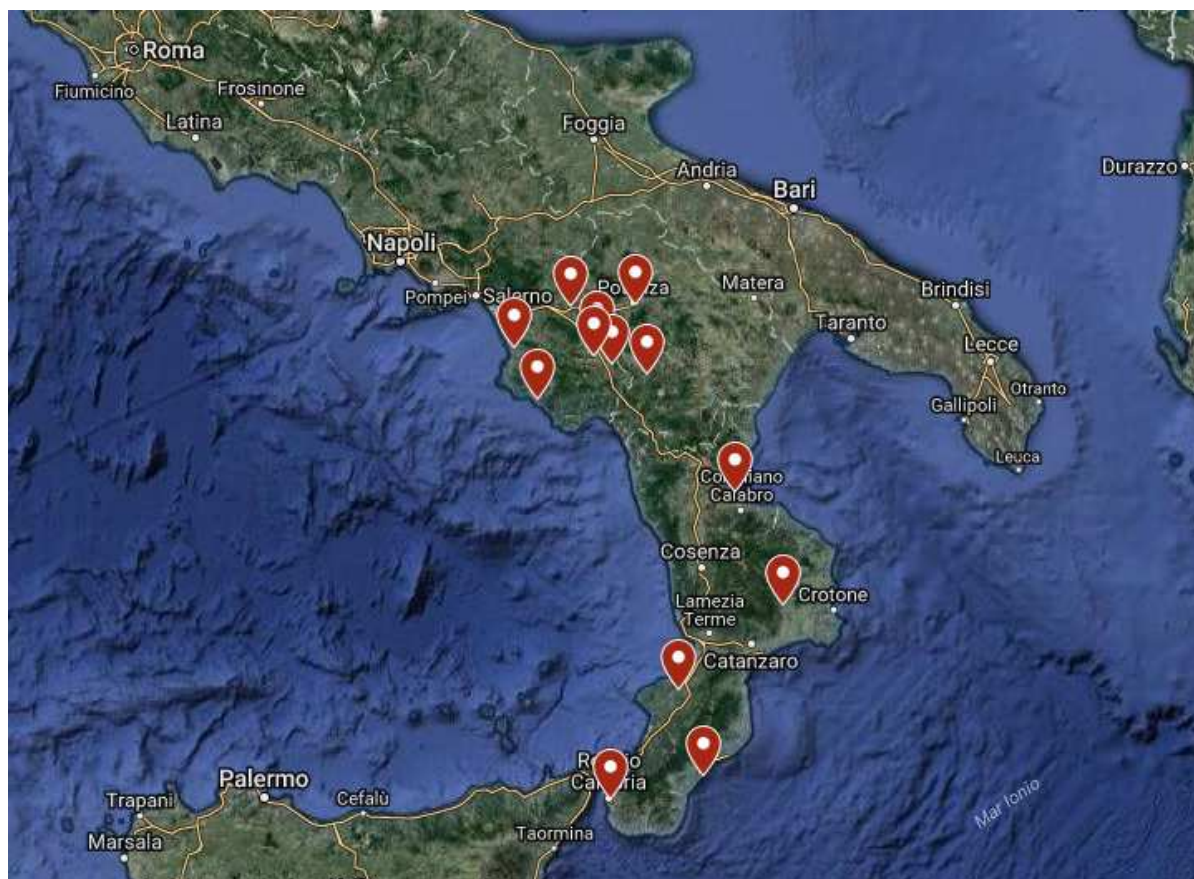 Roma
Fiumicino
Frosinone
Latina
Foggia
Andria
Bari
Durazzo
Napoli
Pompei
Salerno
Matera
Brindisi
Taranto
Lecce
Otranto
Gallipoli
Leuca
Calabro
Cosenza
Lamezia
Terme
Crotone
Catanzaro
Palermo
Cefalù
Trapani
Marsala
Taormina
Mar Ionio